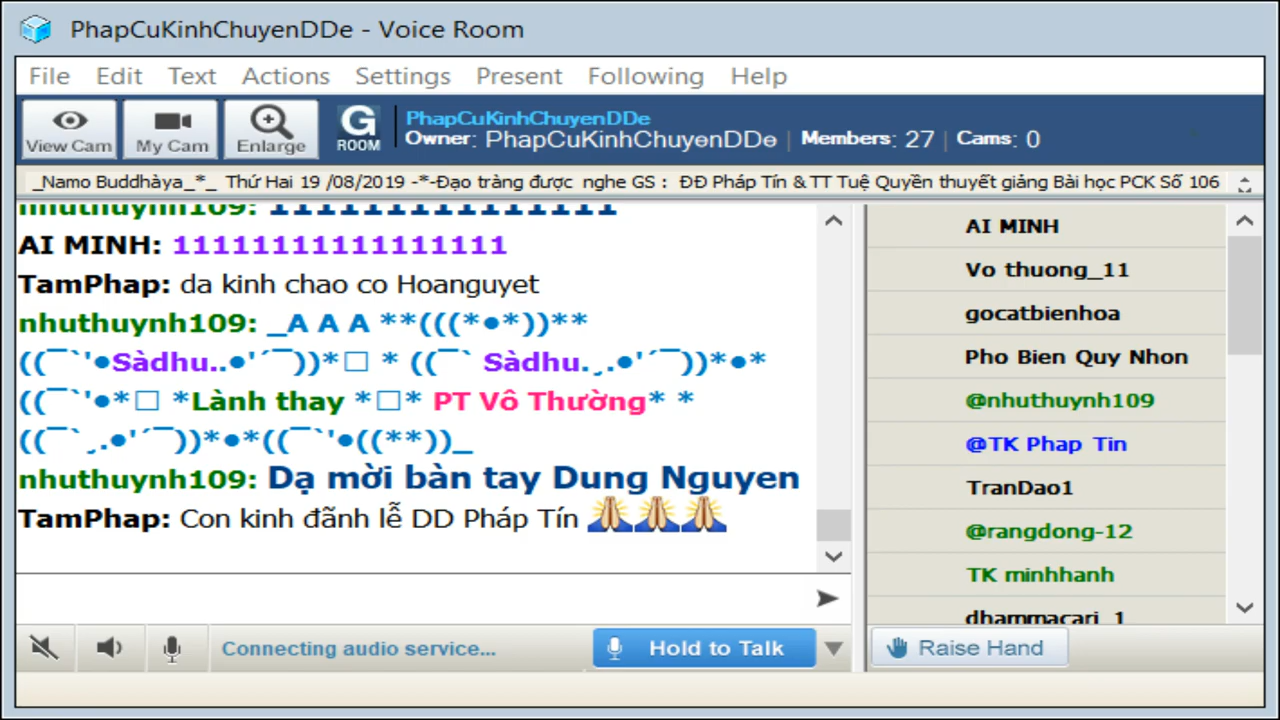 PhapCuKinhChuyenDDe - Voice Room
File Edit Text Actions Settings Present Following Help
View Cam My Cam Enlarge G ROOM
PhapCuKinhChuyenDDe
Owner: PhapCuKinhChuyenDDe | Members: 27 | Cams: 0
_Namo Buddhàya_*_ Thứ Hai 19 /08/2019 -*-Đạo tràng được nghe GS : ĐĐ Pháp Tín & TT Tuệ Quyền thuyết giảng Bài học PCK Số 106
nhuthuynh109: 1111111111111111
AI MINH: 11111111111111111
TamPhap: da kinh chao co Hoanguyet
nhuthuynh109: _A A A **(((*●*))**
((¯`'●Sàdhu..●'´¯))*□ * ((¯` Sàdhu.¸.●'´¯))*●*
((¯`'●*□ *Lành thay *□* PT Vô Thường* *
((¯`¸.●'´¯))*●*((¯`'●((**))_
nhuthuynh109: Dạ mời bàn tay Dung Nguyen
TamPhap: Con kinh đãnh lễ DD Pháp Tín 🙏🙏🙏
Connecting audio service...
Hold to Talk
AI MINH
Vo thuong_11
gocatbienhoa
Pho Bien Quy Nhon
@nhuthuynh109
@TK Phap Tin
TranDao1
@rangdong-12
TK minhhanh
dhammacari_1
Raise Hand